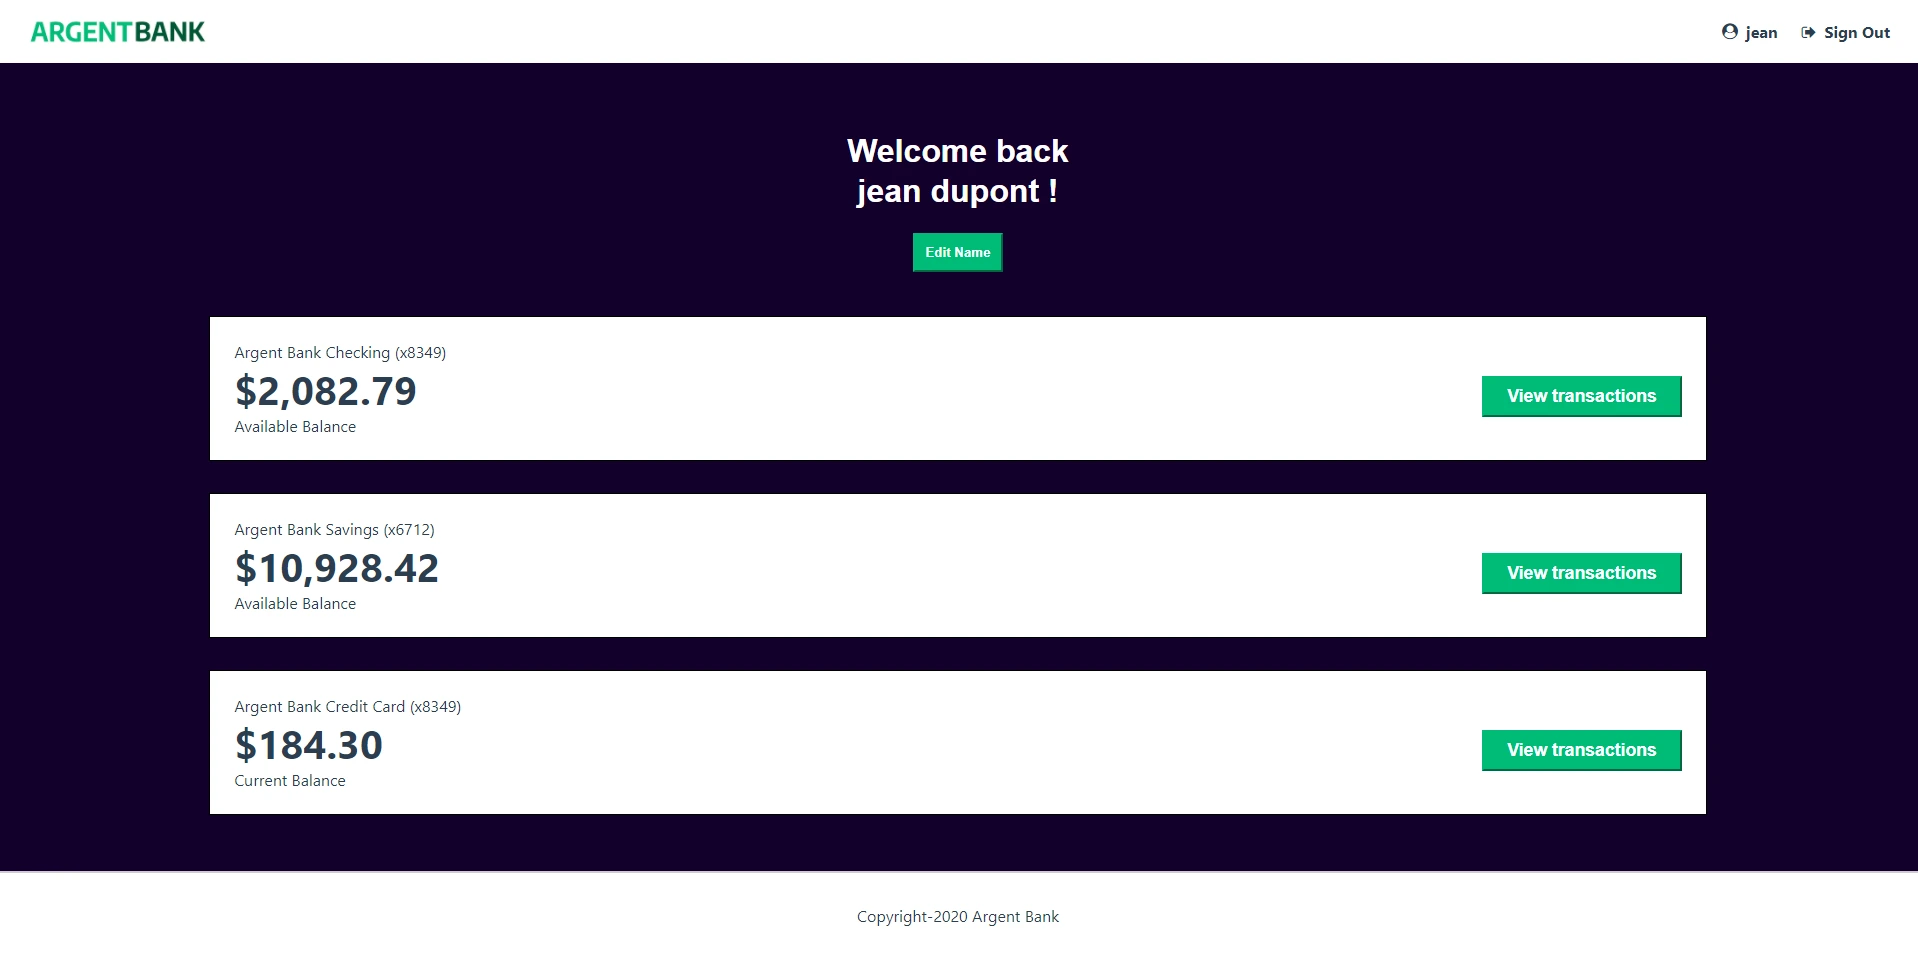 ARGENTBANK
jean Sign Out
Welcome back
jean dupont !
Edit Name
Argent Bank Checking (x8349)
$2,082.79
Available Balance
View transactions
Argent Bank Savings (x6712)
$10,928.42
Available Balance
View transactions
Argent Bank Credit Card (x8349)
$184.30
Current Balance
View transactions
Copyright-2020 Argent Bank